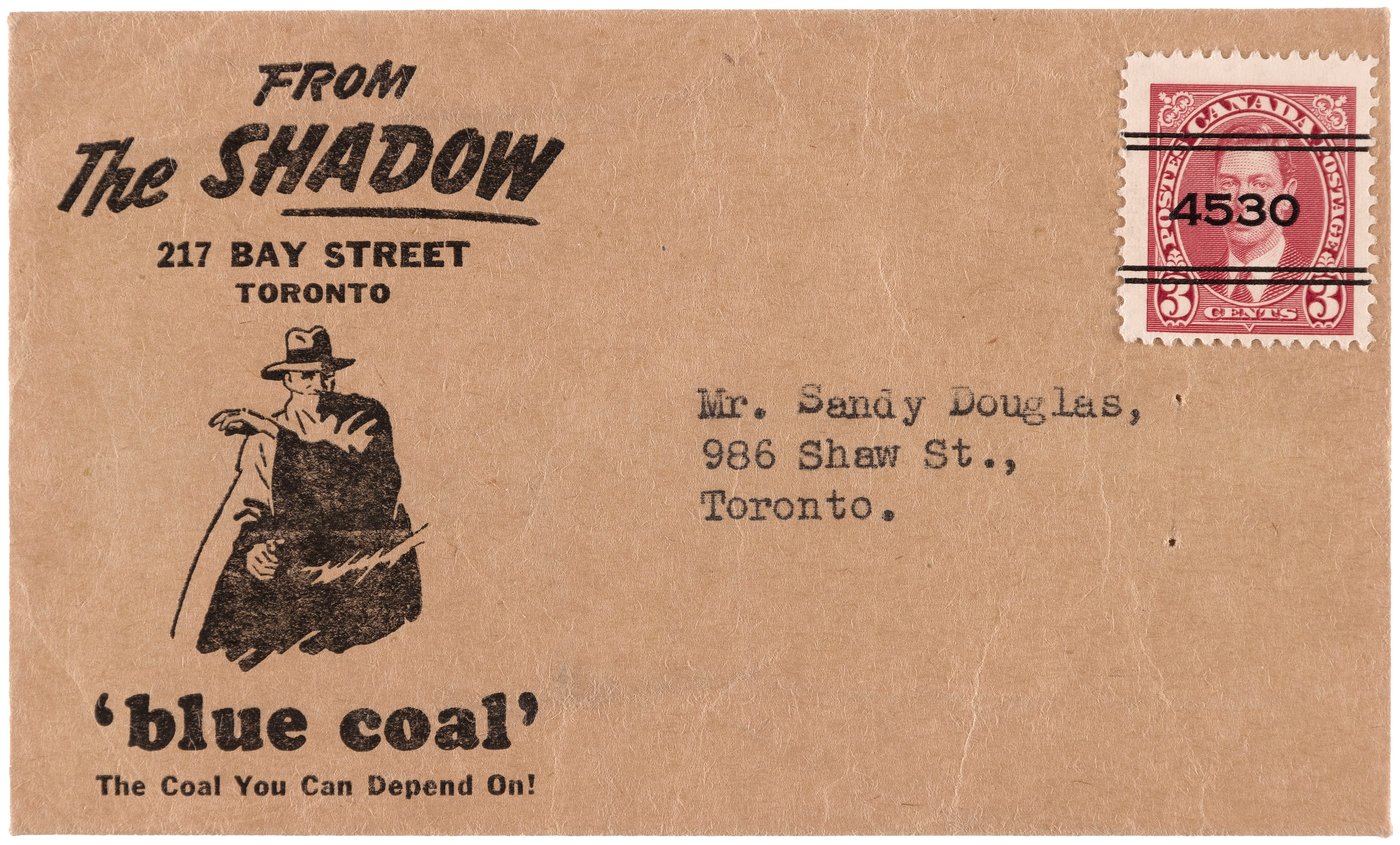 FROM
The SHADOW
217 BAY STREET
TORONTO
'blue coal'
The Coal You Can Depend On!
CANADA
POSTES POSTAGE
4530
3 CENTS 3
Mr. Sandy Douglas,
986 Shaw St.,
Toronto.